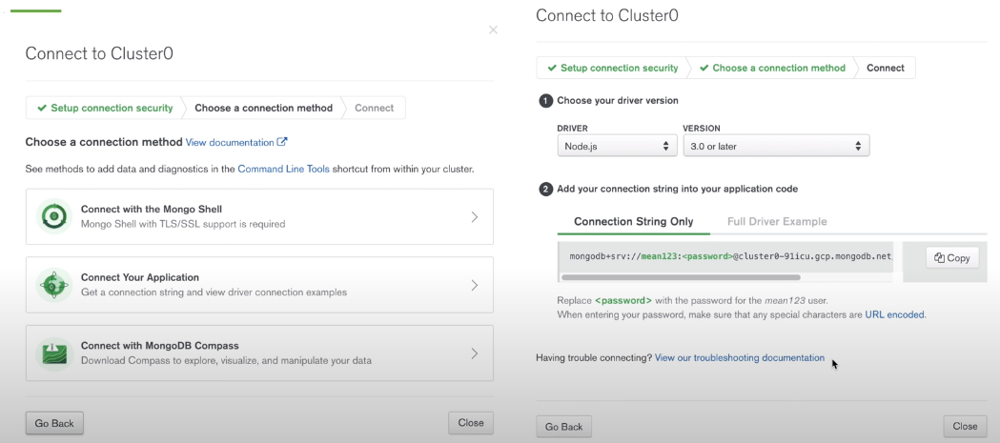 Connect to Cluster0
Setup connection security
Choose a connection method
Connect
Choose a connection method View documentation
See methods to add data and diagnostics in the Command Line Tools shortcut from within your cluster.
Connect with the Mongo Shell
Mongo Shell with TLS/SSL support is required
Connect Your Application
Get a connection string and view driver connection examples
Connect with MongoDB Compass
Download Compass to explore, visualize, and manipulate your data
Go Back
Close
Connect to Cluster0
Setup connection security
Choose a connection method
Connect
1 Choose your driver version
DRIVER
VERSION
Node.js
3.0 or later
2 Add your connection string into your application code
Connection String Only
Full Driver Example
mongodb+srv://mean123:<password>@cluster0-91icu.gcp.mongodb.net
Copy
Replace <password> with the password for the mean123 user.
When entering your password, make sure that any special characters are URL encoded.
Having trouble connecting? View our troubleshooting documentation
Go Back
Close